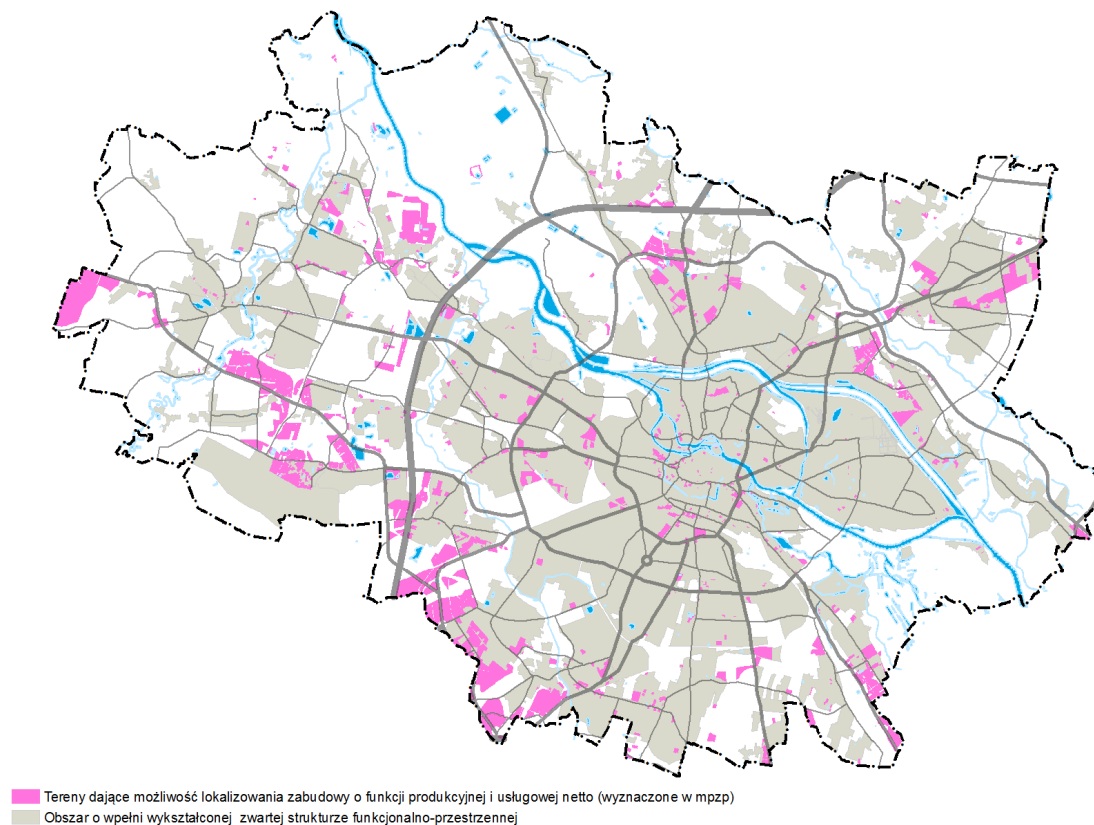 Tereny dające możliwość lokalizowania zabudowy o funkcji produkcyjnej i usługowej netto (wyznaczone w mpzp)
Obszar o wpełni wykształconej zwartej strukturze funkcjonalno-przestrzennej